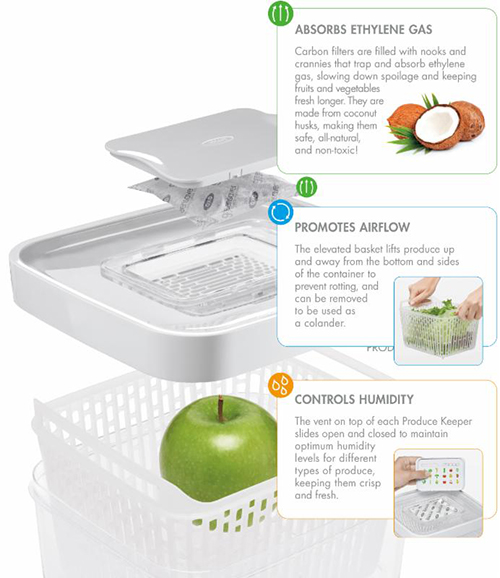 ABSORBS ETHYLENE GAS
Carbon filters are filled with nooks and
crannies that trap and absorb ethylene
gas, slowing down spoilage and keeping
fruits and vegetables
fresh longer. They are
made from coconut
husks, making them
safe, all-natural,
and non-toxic!
PROMOTES AIRFLOW
The elevated basket lifts produce up
and away from the bottom and sides
of the container to
prevent rotting, and
can be removed
to be used as
a colander.
PROD
CONTROLS HUMIDITY
The vent on top of each Produce Keeper
slides open and closed to maintain
optimum humidity
levels for different
types of produce,
keeping them crisp
and fresh.